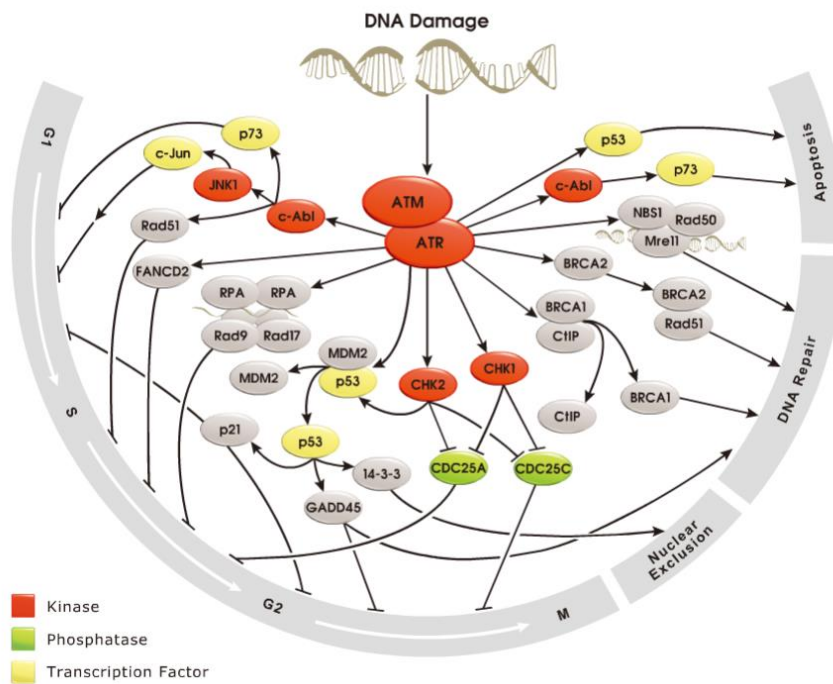 DNA Damage
G1
p73
c-Jun
JNK1
c-Abl
Rad51
FANCD2
ATM
ATR
p53
c-Abl
p73
Apoptosis
NBS1
Rad50
Mre11
BRCA2
BRCA2
Rad51
RPA
RPA
Rad9
Rad17
BRCA1
CtIP
MDM2
MDM2
p53
CHK2
CHK1
CtIP
BRCA1
DNA Repair
S
p21
p53
14-3-3
GADD45
CDC25A
CDC25C
Nuclear
Exclusion
G2
M
Kinase
Phosphatase
Transcription Factor